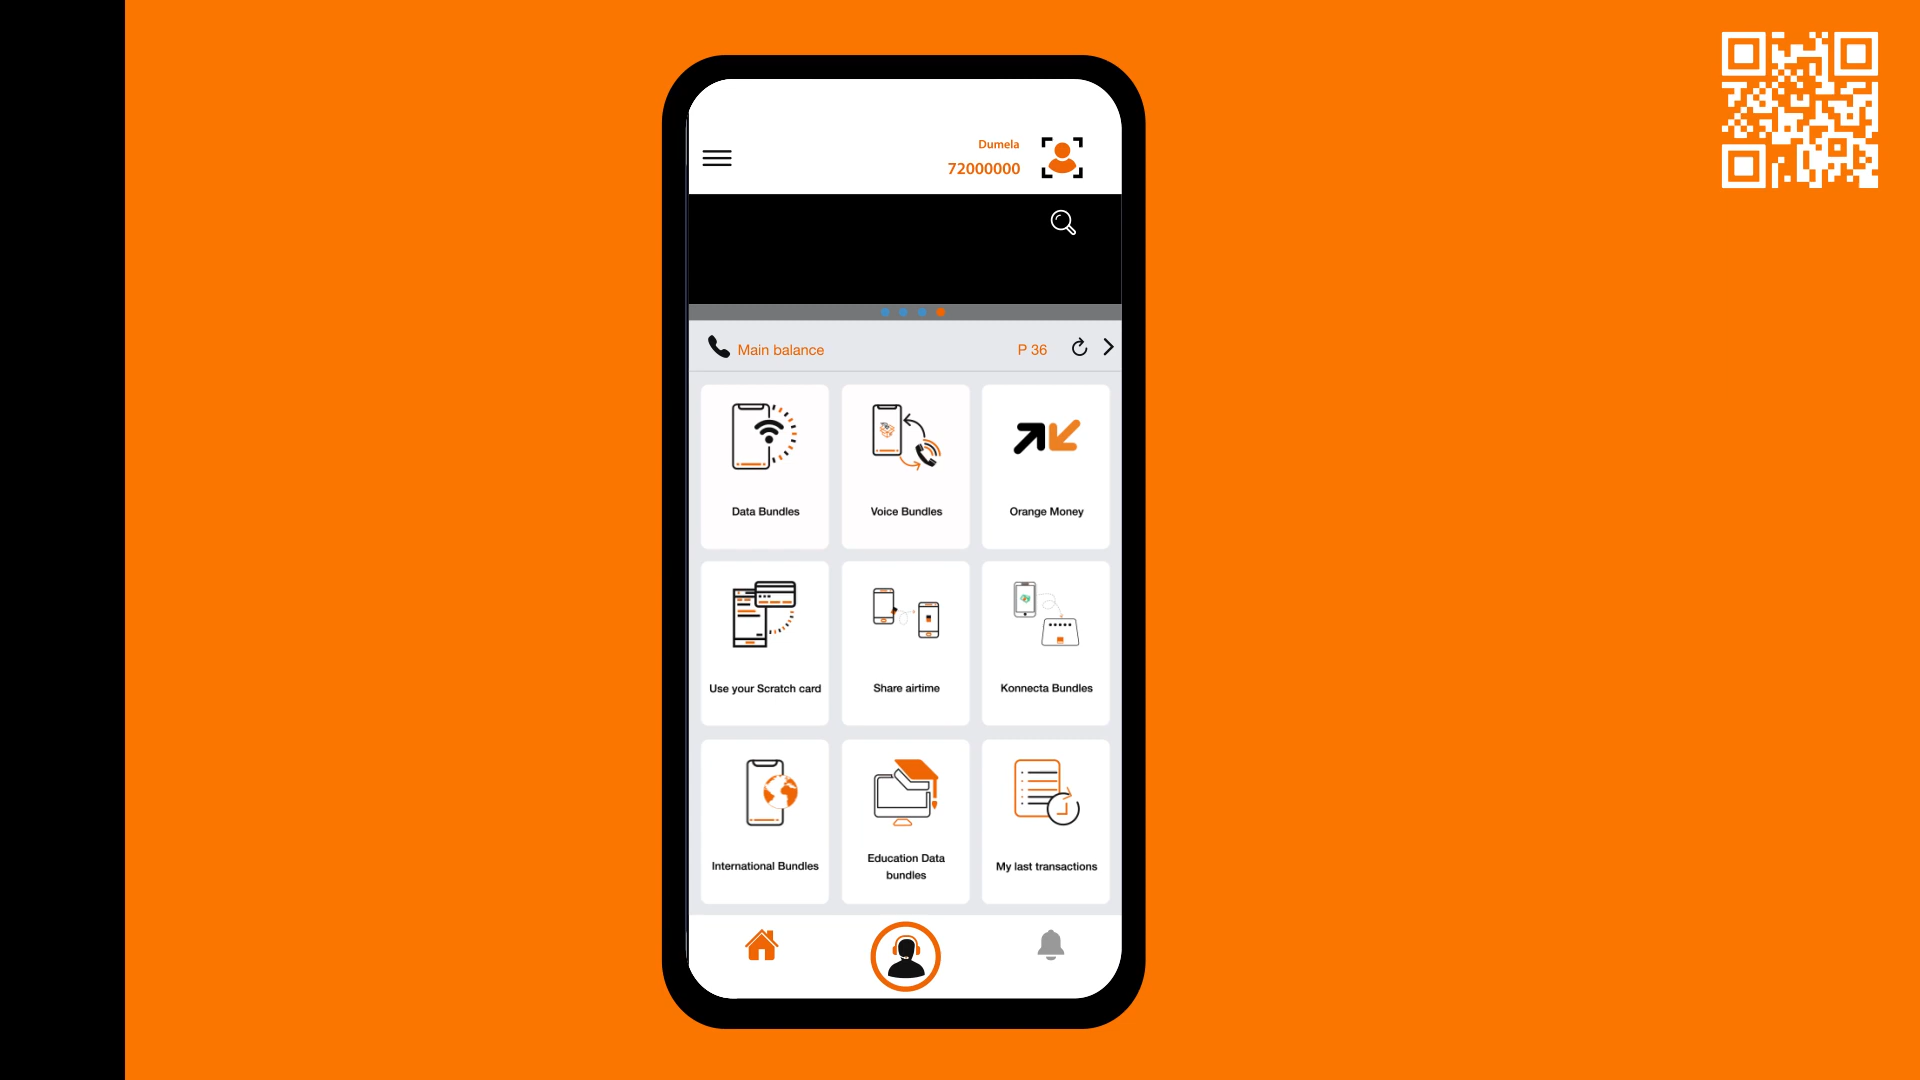 Dumela
72000000
Main balance
P 36
Data Bundles
Voice Bundles
Orange Money
Use your Scratch card
Share airtime
Konnecta Bundles
International Bundles
Education Data
bundles
My last transactions